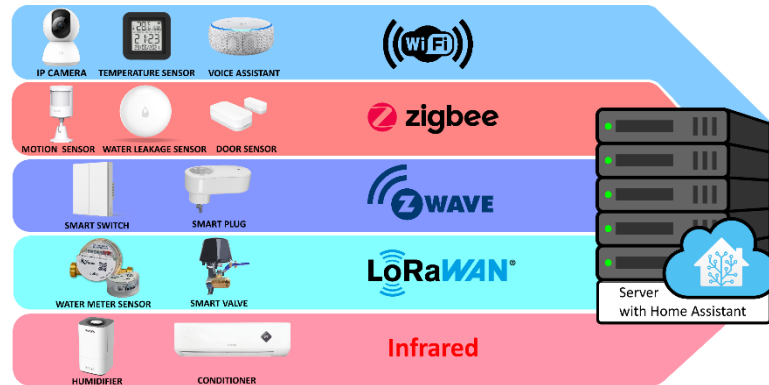 IP CAMERA
TEMPERATURE SENSOR
VOICE ASSISTANT
WiFi
MOTION SENSOR
WATER LEAKAGE SENSOR
DOOR SENSOR
zigbee
SMART SWITCH
SMART PLUG
Z WAVE
WATER METER SENSOR
SMART VALVE
LoRaWAN®
HUMIDIFIER
CONDITIONER
Infrared
Server
with Home Assistant